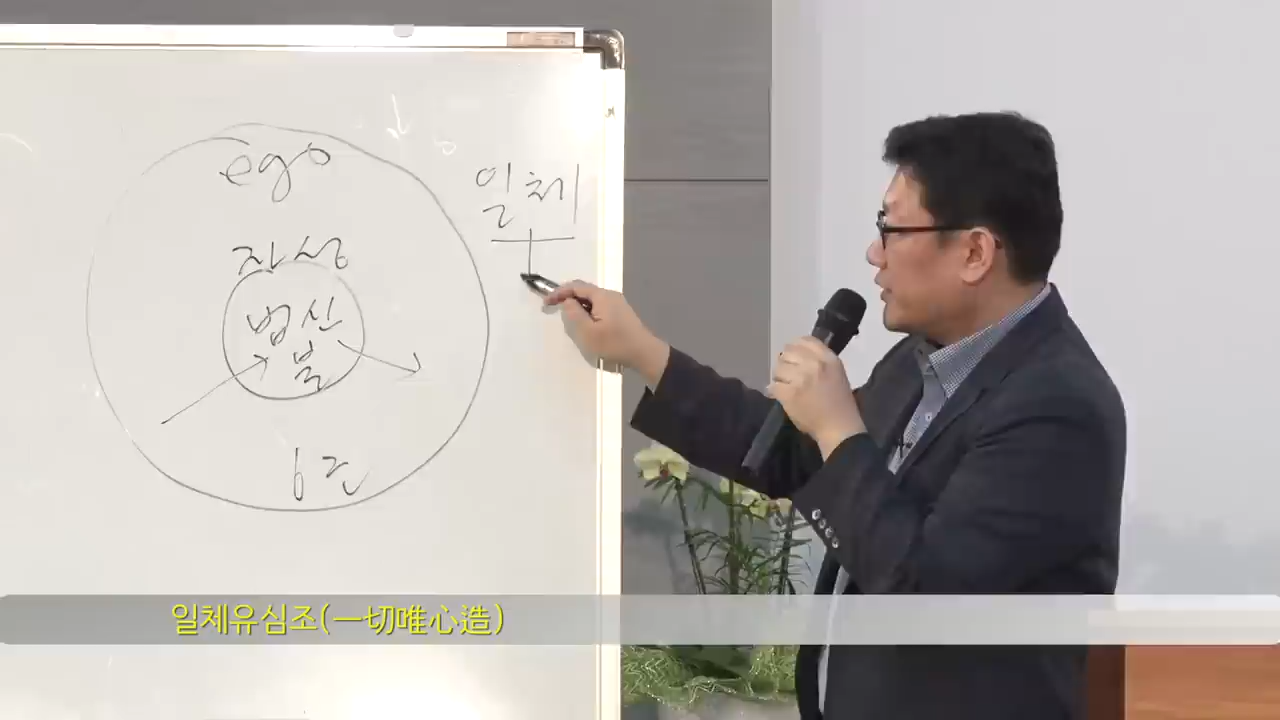 ego
자성
법신
불
6근
일체
일체유심조(一切唯心造)